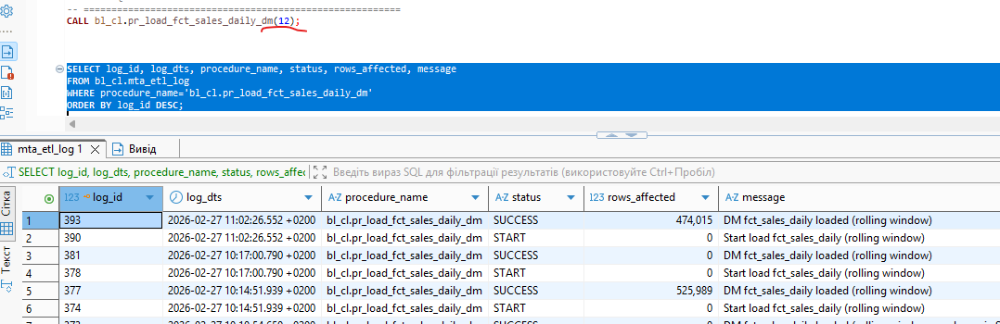 -- ====================================================
CALL bl_cl.pr_load_fct_sales_daily_dm(12);
SELECT log_id, log_dts, procedure_name, status, rows_affected, message
FROM bl_cl.mta_etl_log
WHERE procedure_name='bl_cl.pr_load_fct_sales_daily_dm'
ORDER BY log_id DESC;
mta_etl_log 1 Вивід
SELECT log_id, log_dts, procedure_name, status, rows_affec Введіть вираз SQL для фільтрації результатів (використовуйте Ctrl+Пробіл)
Сітка
Текст
123 log_id log_dts A-Z procedure_name A-Z status 123 rows_affected A-Z message
1 393 2026-02-27 11:02:26.552 +0200 bl_cl.pr_load_fct_sales_daily_dm SUCCESS 474,015 DM fct_sales_daily loaded (rolling window)
2 390 2026-02-27 11:02:26.552 +0200 bl_cl.pr_load_fct_sales_daily_dm START 0 Start load fct_sales_daily (rolling window)
3 381 2026-02-27 10:17:00.790 +0200 bl_cl.pr_load_fct_sales_daily_dm SUCCESS 0 DM fct_sales_daily loaded (rolling window)
4 378 2026-02-27 10:17:00.790 +0200 bl_cl.pr_load_fct_sales_daily_dm START 0 Start load fct_sales_daily (rolling window)
5 377 2026-02-27 10:14:51.939 +0200 bl_cl.pr_load_fct_sales_daily_dm SUCCESS 525,989 DM fct_sales_daily loaded (rolling window)
6 374 2026-02-27 10:14:51.939 +0200 bl_cl.pr_load_fct_sales_daily_dm START 0 Start load fct_sales_daily (rolling window)